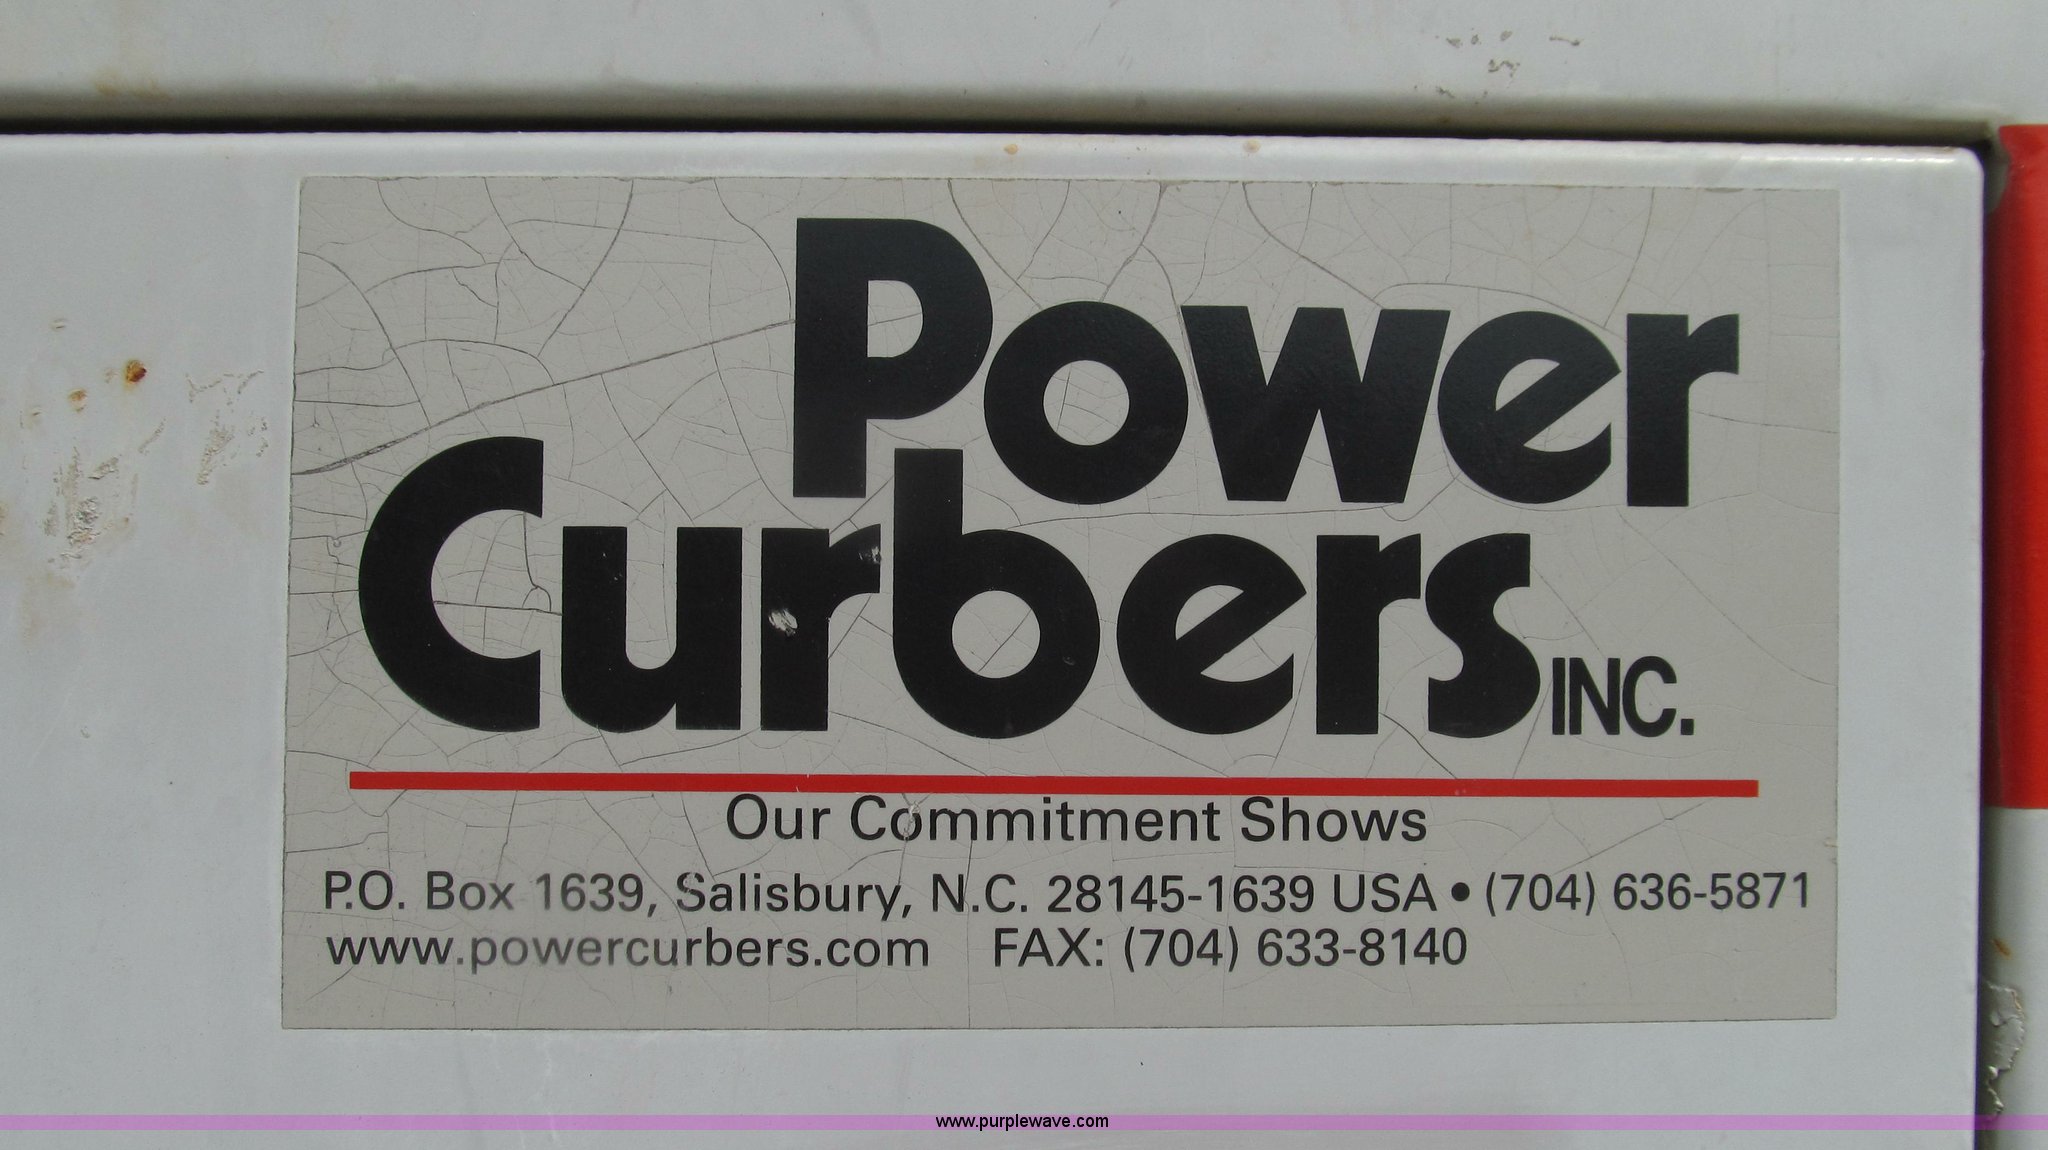 Power
Curbers INC.
Our Commitment Shows
P.O. Box 1639, Salisbury, N.C. 28145-1639 USA • (704) 636-5871
www.powercurbers.com FAX: (704) 633-8140
www.purplewave.com